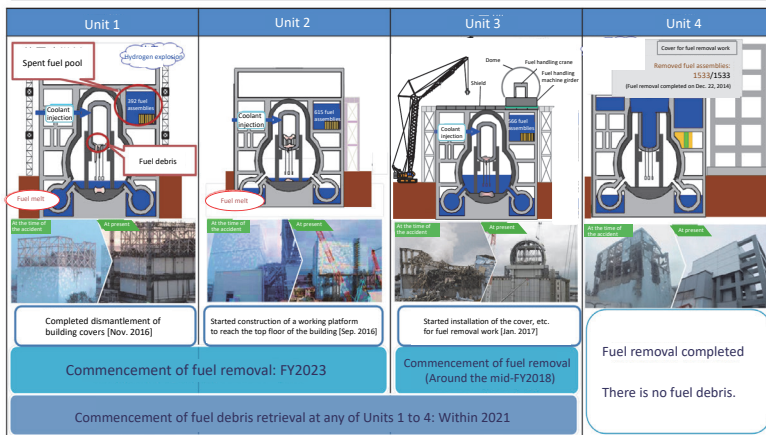 Unit 1
Unit 2
Unit 3
Unit 4
Spent fuel pool
Hydrogen explosion
392 fuel
assemblies
Coolant
injection
Fuel debris
Fuel melt
At the time of
the accident
At present
Completed dismantlement of
building covers [Nov. 2016]
615 fuel
assemblies
Coolant
injection
Fuel melt
At the time of
the accident
At present
Started construction of a working platform
to reach the top floor of the building [Sep. 2016]
Dome
Fuel handling crane
Fuel handling
machine girder
Shield
566 fuel
assemblies
Coolant
injection
At the time of
the accident
At present
Started installation of the cover, etc.
for fuel removal work [Jan. 2017]
Cover for fuel removal work
Removed fuel assemblies:
1533/1533
(Fuel removal completed on Dec. 22, 2014)
At the time of
the accident
At present
Fuel removal completed
There is no fuel debris.
Commencement of fuel removal: FY2023
Commencement of fuel removal
(Around the mid-FY2018)
Commencement of fuel debris retrieval at any of Units 1 to 4: Within 2021